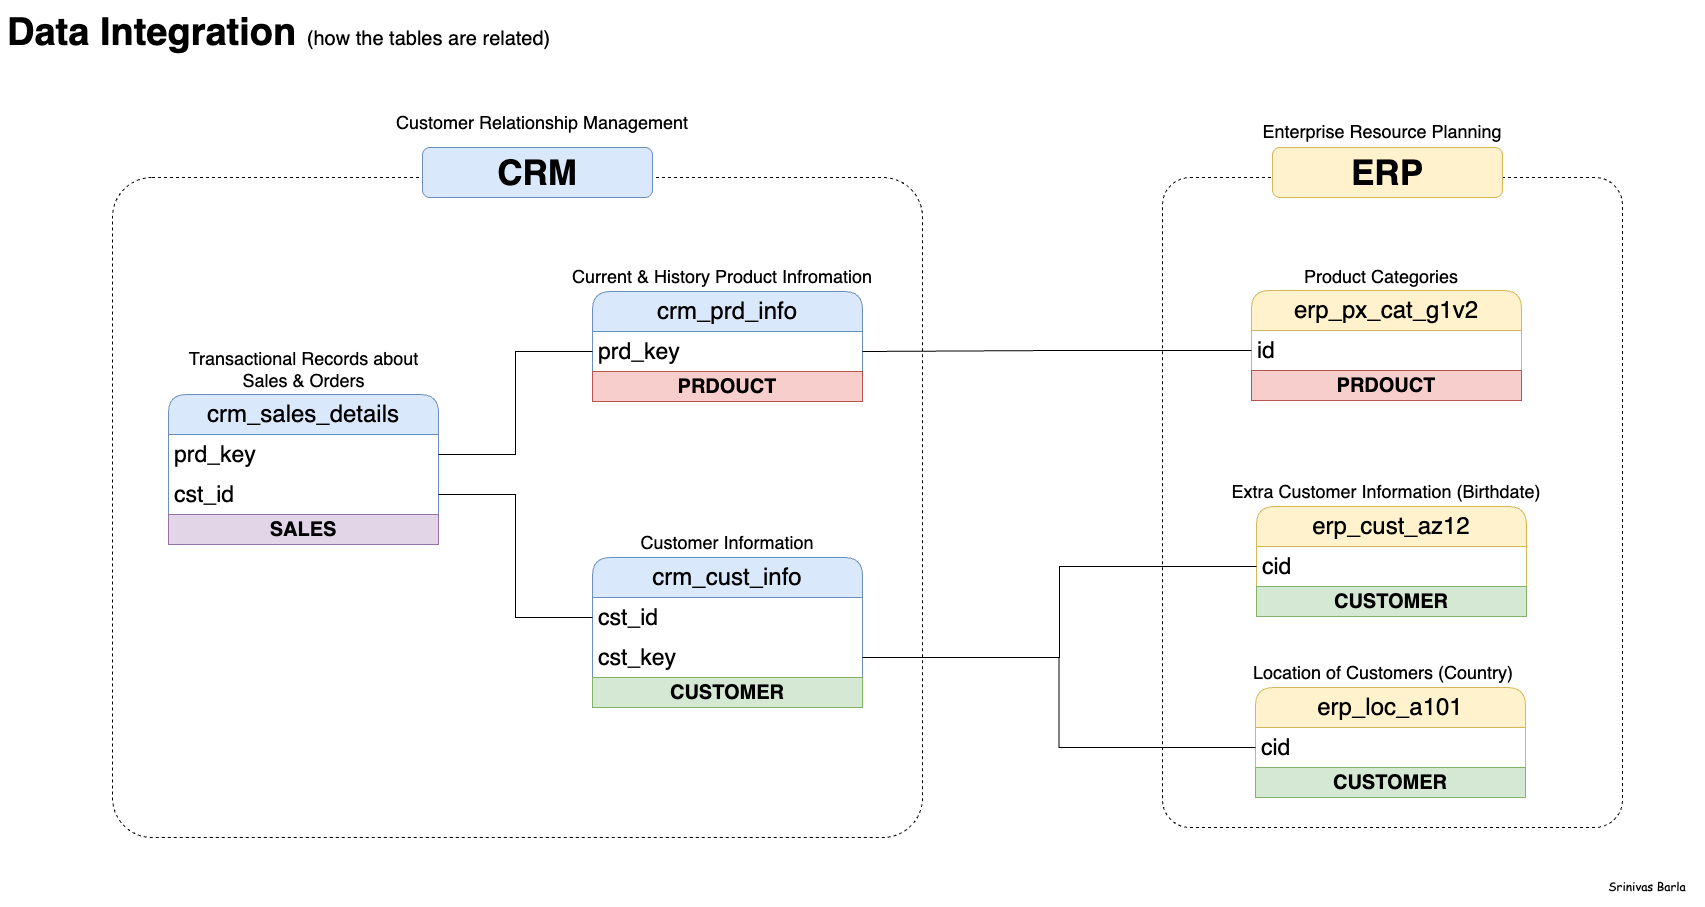 Data Integration (how the tables are related)
Customer Relationship Management
CRM
Enterprise Resource Planning
ERP
Transactional Records about
Sales & Orders
crm_sales_details
prd_key
cst_id
SALES
Current & History Product Infromation
crm_prd_info
prd_key
PRDOUCT
Customer Information
crm_cust_info
cst_id
cst_key
CUSTOMER
Product Categories
erp_px_cat_g1v2
id
PRDOUCT
Extra Customer Information (Birthdate)
erp_cust_az12
cid
CUSTOMER
Location of Customers (Country)
erp_loc_a101
cid
CUSTOMER
Srinivas Barla